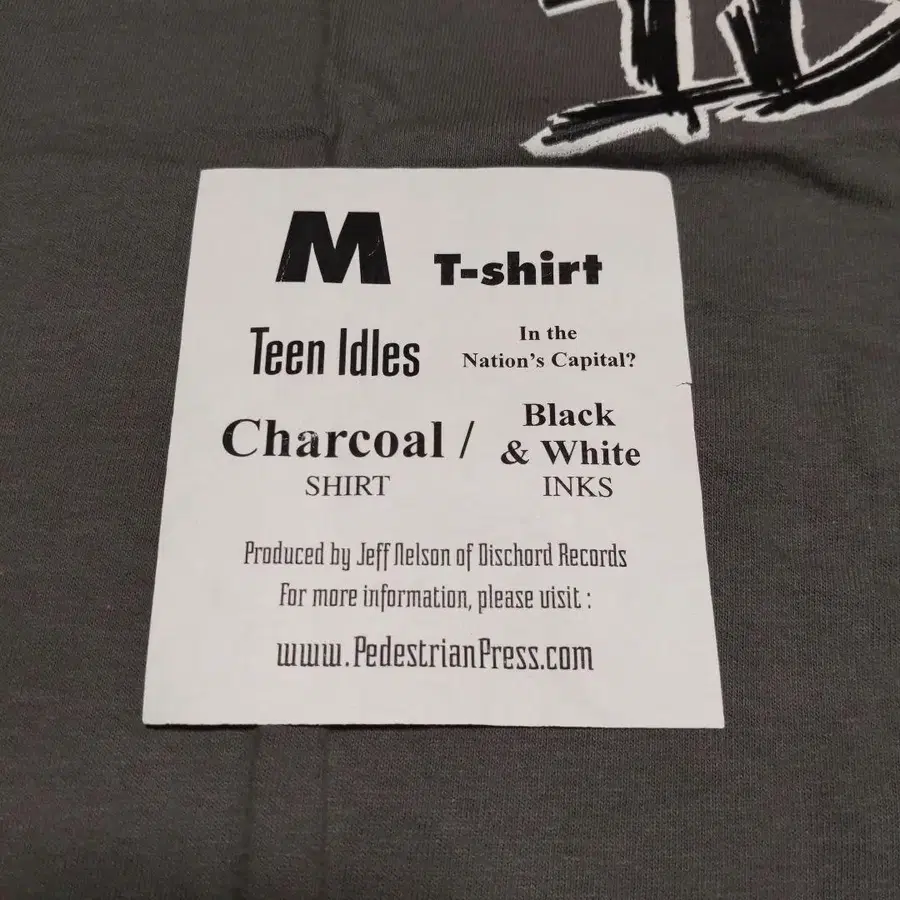 M T-shirt
Teen Idles
In the
Nation's Capital?
Charcoal /
SHIRT
Black
& White
INKS
Produced by Jeff Nelson of Dischord Records
For more information, please visit :
www.PedestrianPress.com